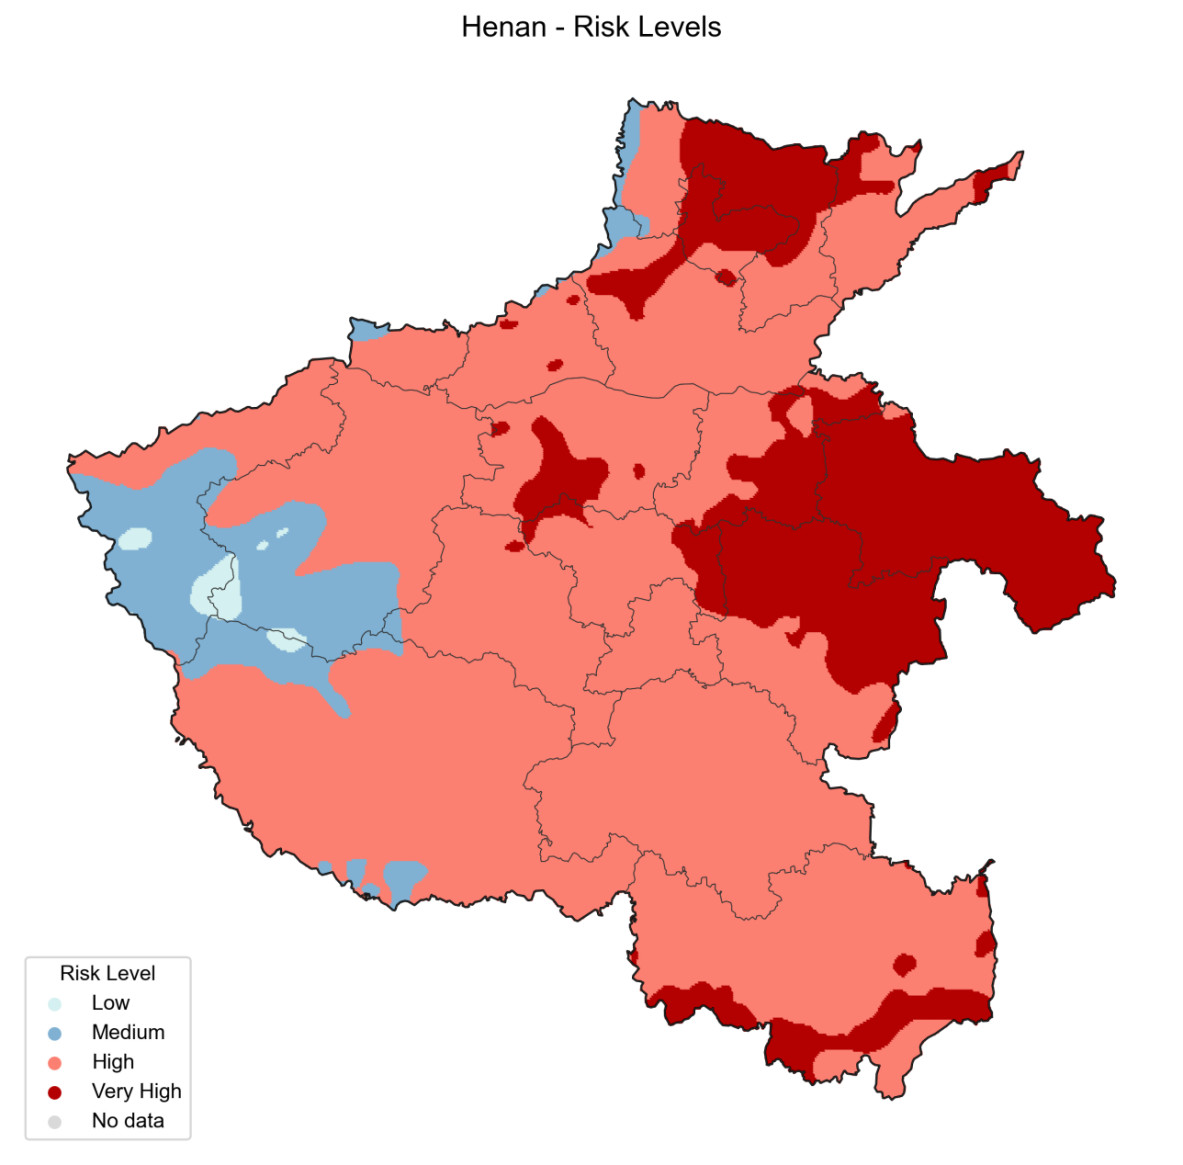 Henan - Risk Levels
Risk Level
Low
Medium
High
Very High
No data